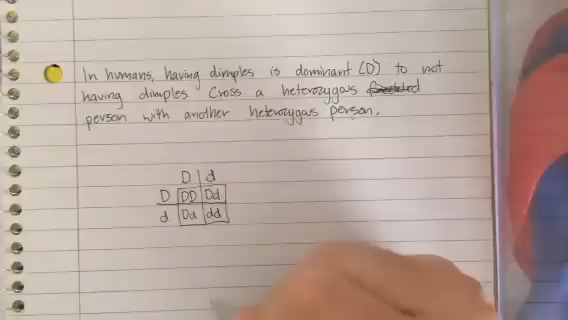 In humans, having dimples is dominant (D) to not
having dimples Cross a heterozygous
person with another heterozygous person.
D d
D DD Dd
d Dd dd